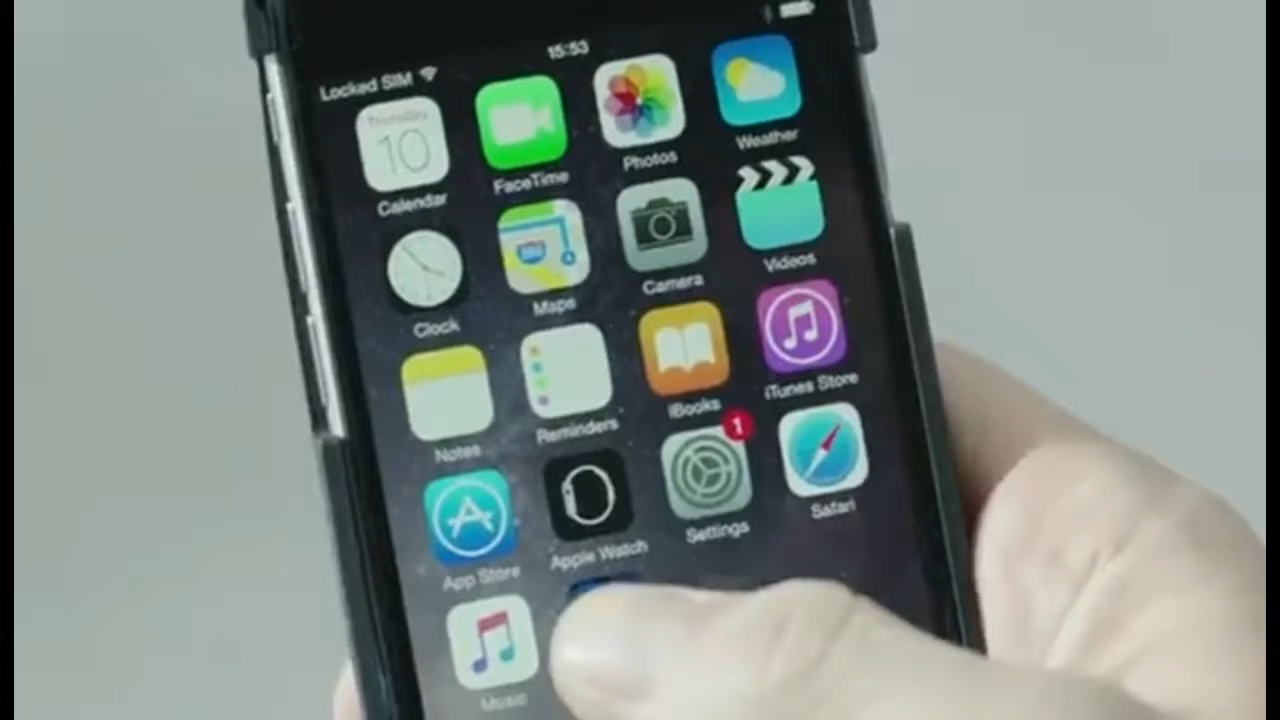 15:53
Locked SIM
Thursday
10
Calendar
FaceTime
Photos
Weather
Clock
Maps
Camera
Videos
Notes
Reminders
iBooks
iTunes Store
1
App Store
Apple Watch
Settings
Safari
Music